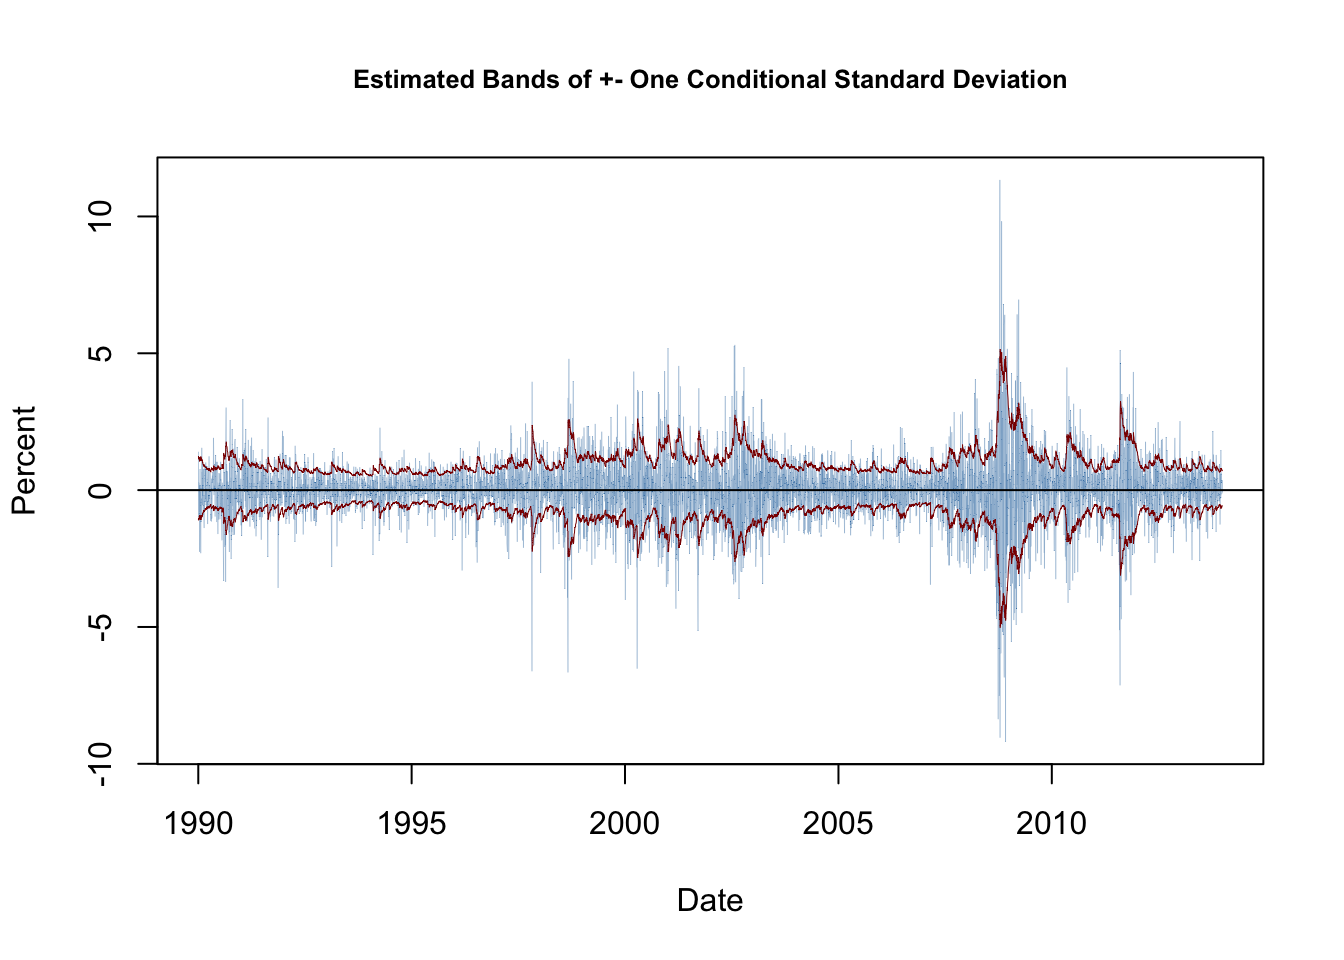 Estimated Bands of +- One Conditional Standard Deviation
Percent
10
5
0
-5
-10
1990 1995 2000 2005 2010
Date